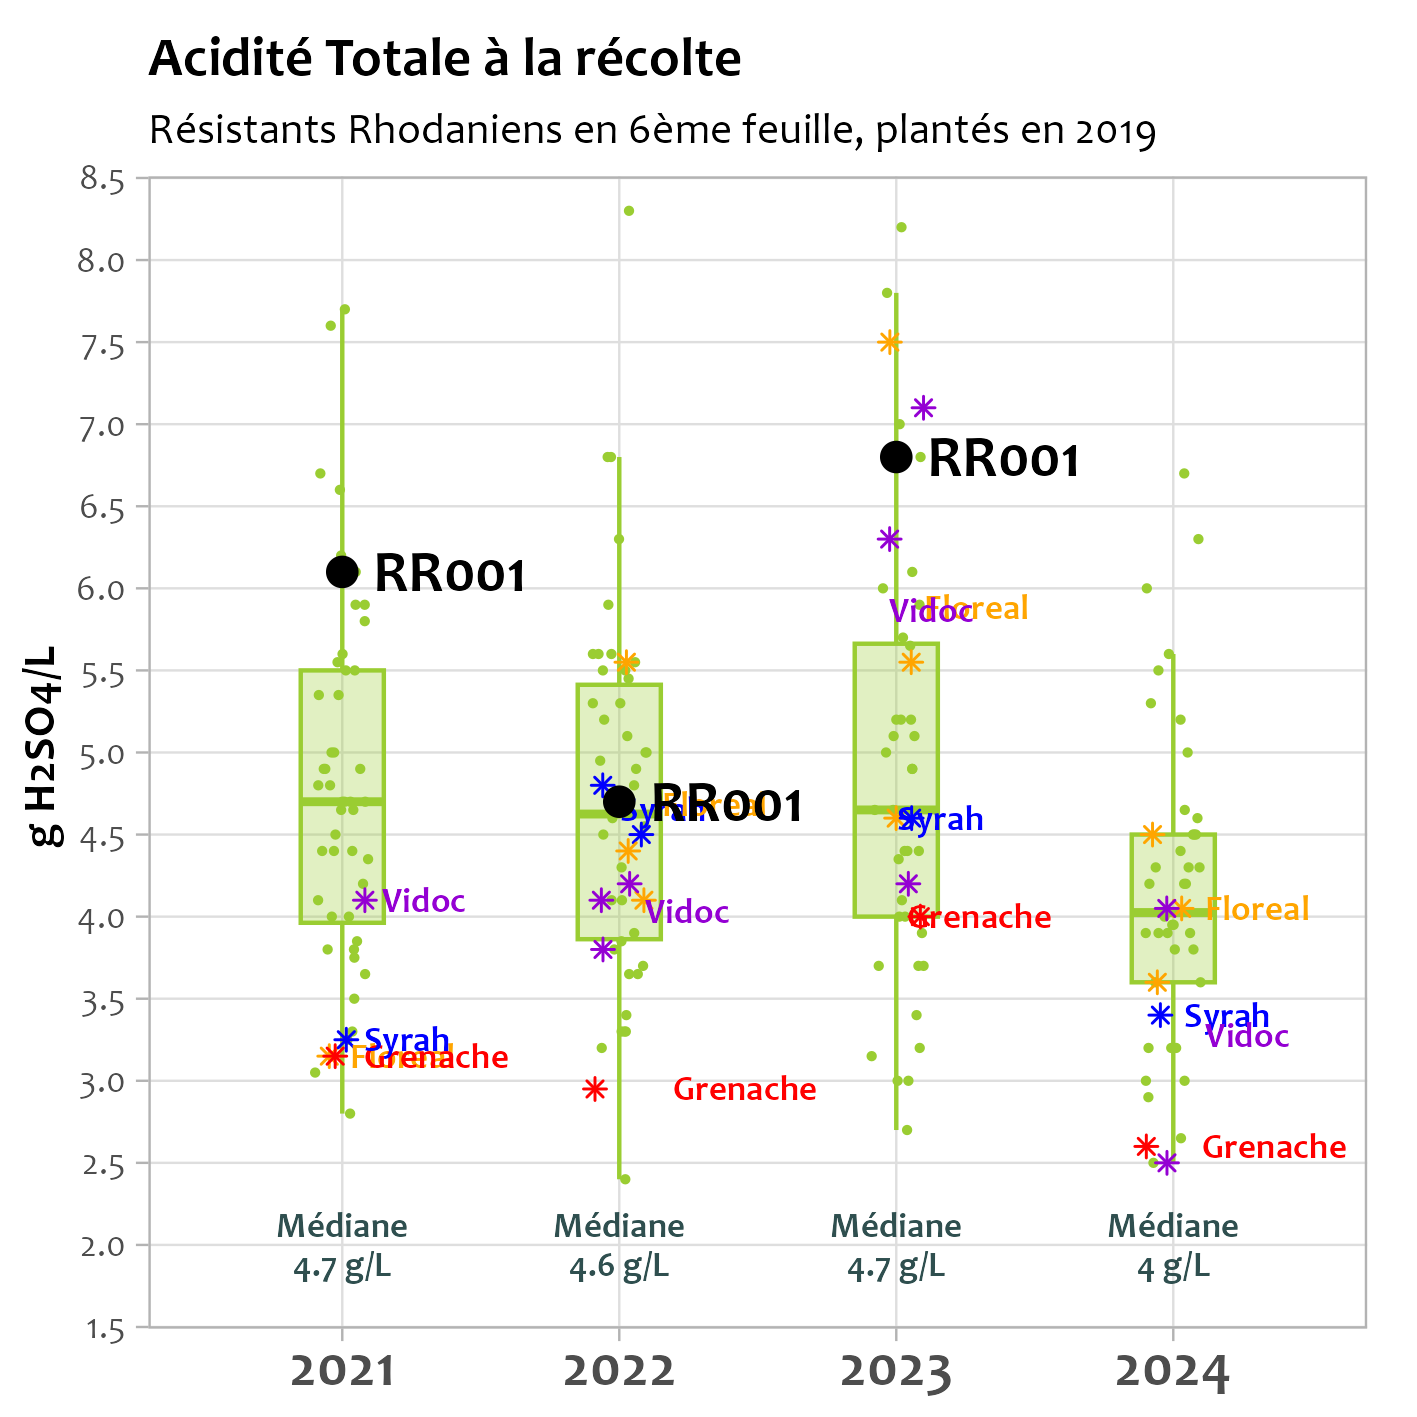 Acidité Totale à la récolte
Résistants Rhodaniens en 6ème feuille, plantés en 2019
g H2SO4/L
8.5
8.0
7.5
7.0
6.5
6.0
5.5
5.0
4.5
4.0
3.5
3.0
2.5
2.0
1.5
RR001
Vidoc
Syrah
Floreal
Grenache
Médiane
4.7 g/L
RR001
Floreal
Syrah
Vidoc
Grenache
Médiane
4.6 g/L
RR001
Floreal
Vidoc
Syrah
Grenache
Médiane
4.7 g/L
Floreal
Syrah
Vidoc
Grenache
Médiane
4 g/L
2021
2022
2023
2024